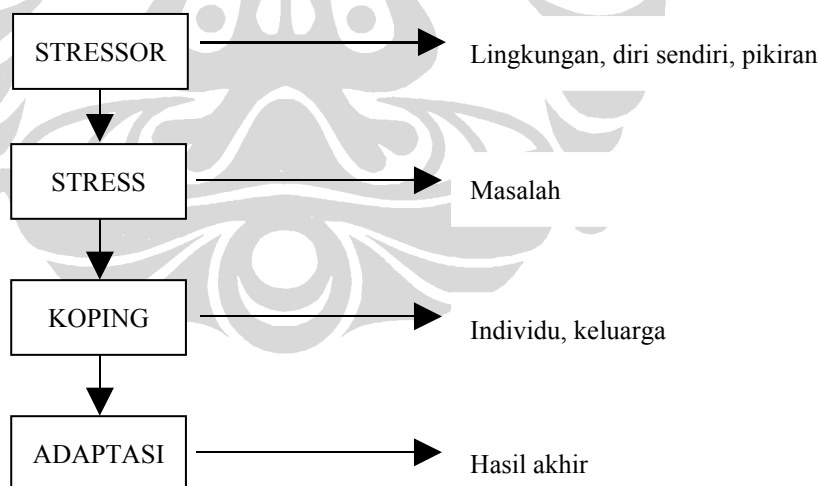 STRESSOR
Lingkungan, diri sendiri, pikiran
STRESS
Masalah
KOPING
Individu, keluarga
ADAPTASI
Hasil akhir